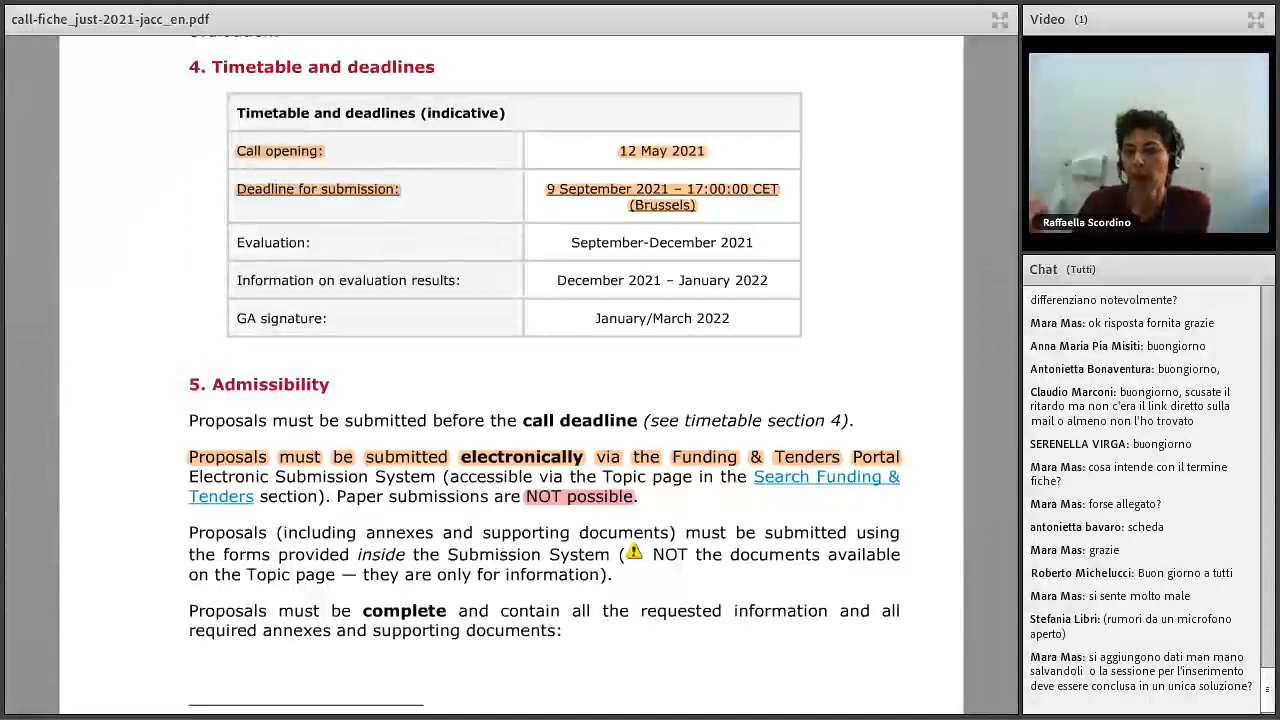 call-fiche_just-2021-jacc_en.pdf
4. Timetable and deadlines
Timetable and deadlines (indicative)
Call opening: 12 May 2021
Deadline for submission: 9 September 2021 – 17:00:00 CET
(Brussels)
Evaluation: September-December 2021
Information on evaluation results: December 2021 – January 2022
GA signature: January/March 2022
5. Admissibility
Proposals must be submitted before the call deadline (see timetable section 4).
Proposals must be submitted electronically via the Funding & Tenders Portal
Electronic Submission System (accessible via the Topic page in the Search Funding &
Tenders section). Paper submissions are NOT possible.
Proposals (including annexes and supporting documents) must be submitted using
the forms provided inside the Submission System ( NOT the documents available
on the Topic page — they are only for information).
Proposals must be complete and contain all the requested information and all
required annexes and supporting documents:
Video (1)
Raffaella Scordino
Chat (Tutti)
differenziano notevolmente?
Mara Mas: ok risposta fornita grazie
Anna Maria Pia Misiti: buongiorno
Antonietta Bonaventura: buongiorno,
Claudio Marconi: buongiorno, scusate il
ritardo ma non c'era il link diretto sulla
mail o almeno non l'ho trovato
SERENELLA VIRGA: buongiorno
Mara Mas: cosa intende con il termine
fiche?
Mara Mas: forse allegato?
antonietta bavaro: scheda
Mara Mas: grazie
Roberto Michelucci: Buon giorno a tutti
Mara Mas: si sente molto male
Stefania Libri: (rumori da un microfono
aperto)
Mara Mas: si aggiungono dati man mano
salvandoli o la sessione per l'inserimento
deve essere conclusa in un unica soluzione?